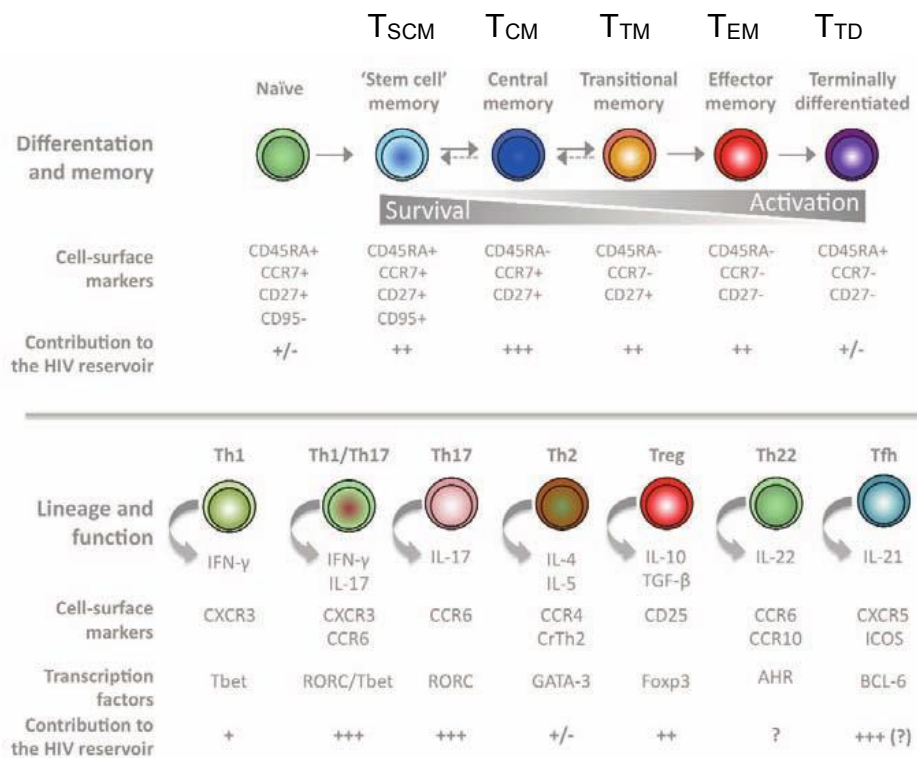 TSCM TCM TTM TEM TTD
Naïve 'Stem cell' memory Central memory Transitional memory Effector memory Terminally differentiated
Differentation and memory
Survival Activation
Cell-surface markers
CD45RA+ CD45RA+ CD45RA- CD45RA- CD45RA- CD45RA+
CCR7+ CCR7+ CCR7+ CCR7- CCR7- CCR7-
CD27+ CD27+ CD27+ CD27+ CD27- CD27-
CD95- CD95+
Contribution to the HIV reservoir
+/- ++ +++ ++ ++ +/-
Th1 Th1/Th17 Th17 Th2 Treg Th22 Tfh
Lineage and function
IFN-γ IFN-γ IL-17 IL-4 IL-10 IL-22 IL-21
IL-17 IL-5 TGF-β
Cell-surface markers
CXCR3 CXCR3 CCR6 CCR4 CD25 CCR6 CXCR5
CCR6 CrTh2 CCR10 ICOS
Transcription factors
Tbet RORC/Tbet RORC GATA-3 Foxp3 AHR BCL-6
Contribution to the HIV reservoir
+ +++ +++ +/- ++ ? +++ (?)